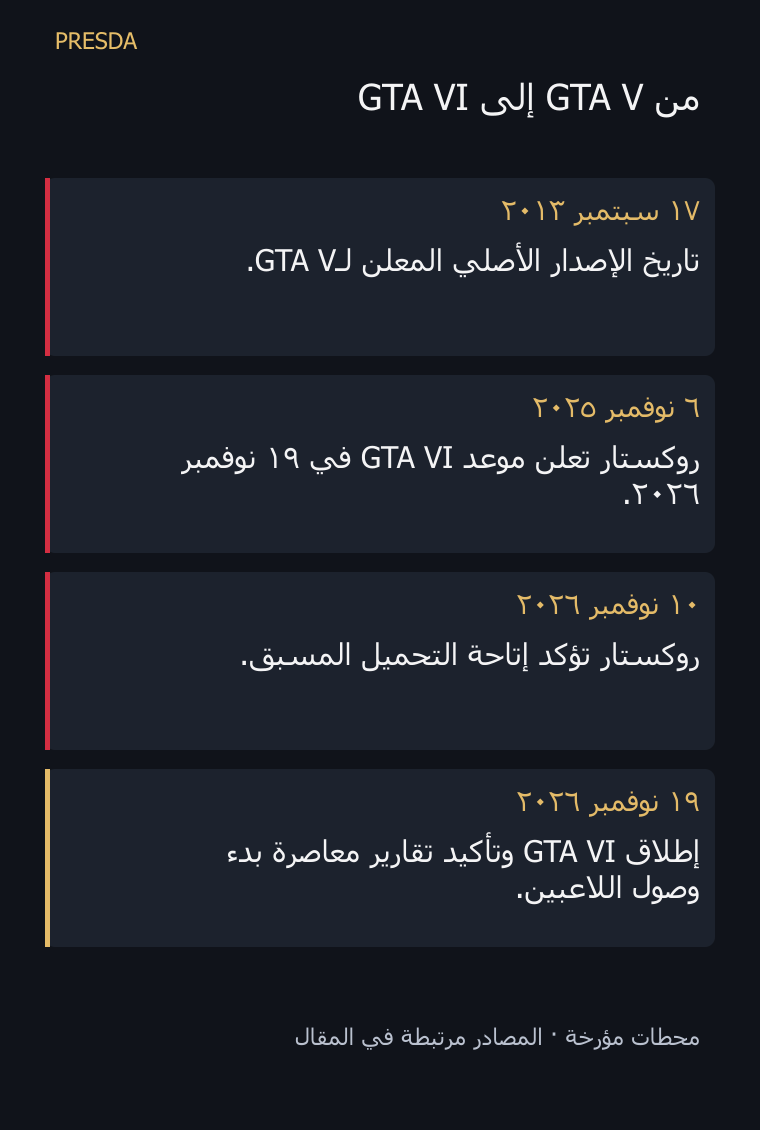 PRESDA
من GTA V إلى GTA VI
١٧ سبتمبر ٢٠١٣
تاريخ الإصدار الأصلي المعلن لـGTA V.
٦ نوفمبر ٢٠٢٥
روكستار تعلن موعد GTA VI في ١٩ نوفمبر
٢٠٢٦.
١٠ نوفمبر ٢٠٢٦
روكستار تؤكد إتاحة التحميل المسبق.
١٩ نوفمبر ٢٠٢٦
إطلاق GTA VI وتأكيد تقارير معاصرة بدء
وصول اللاعبين.
محطات مؤرخة · المصادر مرتبطة في المقال